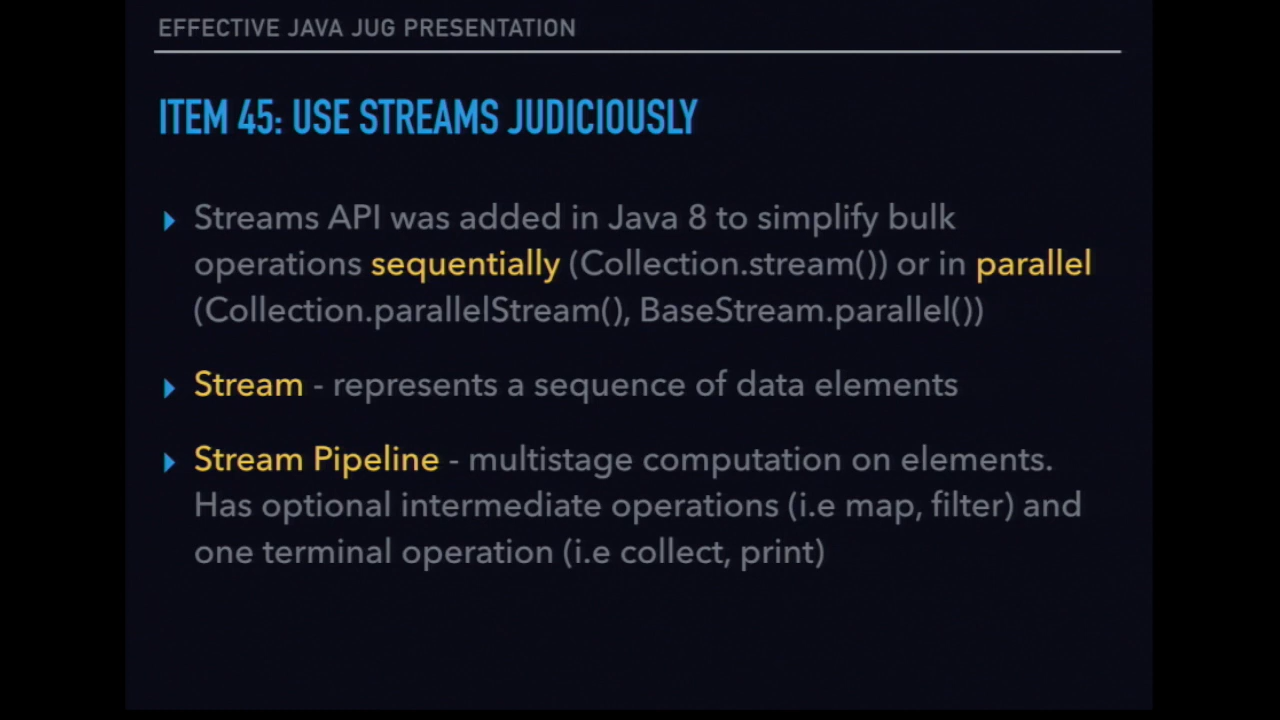 EFFECTIVE JAVA JUG PRESENTATION
ITEM 45: USE STREAMS JUDICIOUSLY
Streams API was added in Java 8 to simplify bulk
operations sequentially (Collection.stream()) or in parallel
(Collection.parallelStream(), BaseStream.parallel())
Stream - represents a sequence of data elements
Stream Pipeline - multistage computation on elements.
Has optional intermediate operations (i.e map, filter) and
one terminal operation (i.e collect, print)